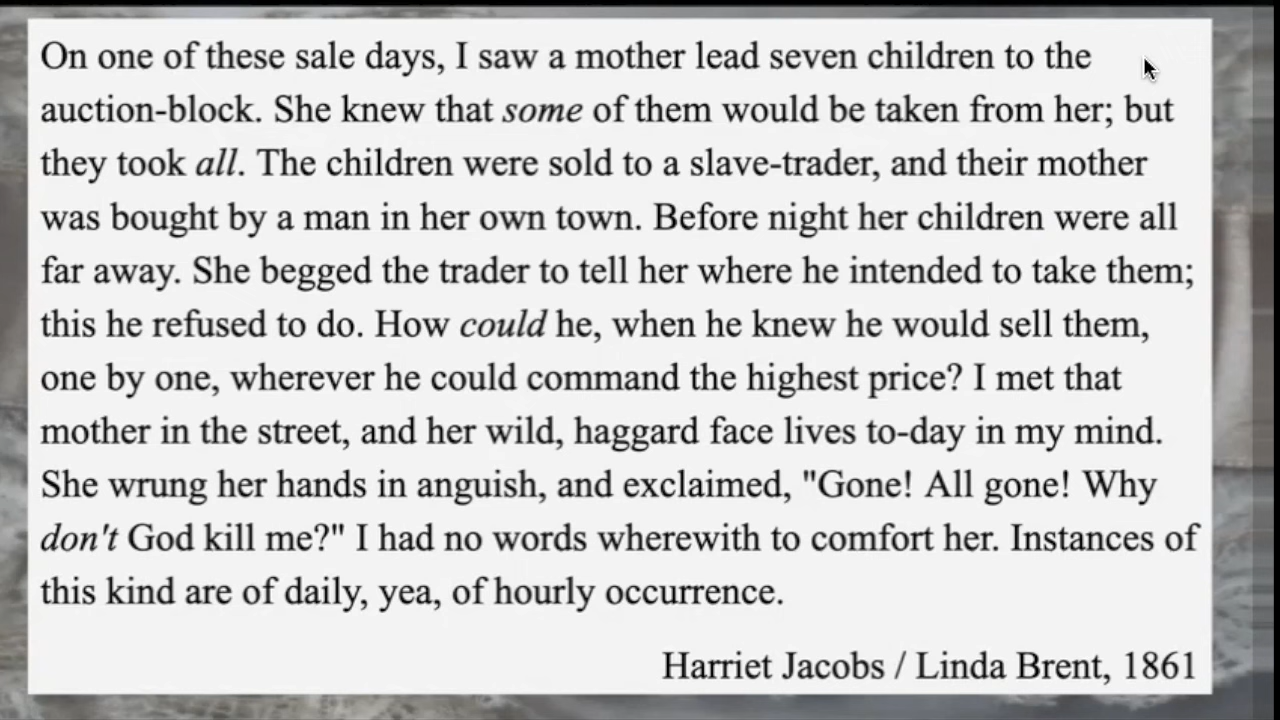 On one of these sale days, I saw a mother lead seven children to the
auction-block. She knew that some of them would be taken from her; but
they took all. The children were sold to a slave-trader, and their mother
was bought by a man in her own town. Before night her children were all
far away. She begged the trader to tell her where he intended to take them;
this he refused to do. How could he, when he knew he would sell them,
one by one, wherever he could command the highest price? I met that
mother in the street, and her wild, haggard face lives to-day in my mind.
She wrung her hands in anguish, and exclaimed, "Gone! All gone! Why
don't God kill me?" I had no words wherewith to comfort her. Instances of
this kind are of daily, yea, of hourly occurrence.
Harriet Jacobs / Linda Brent, 1861